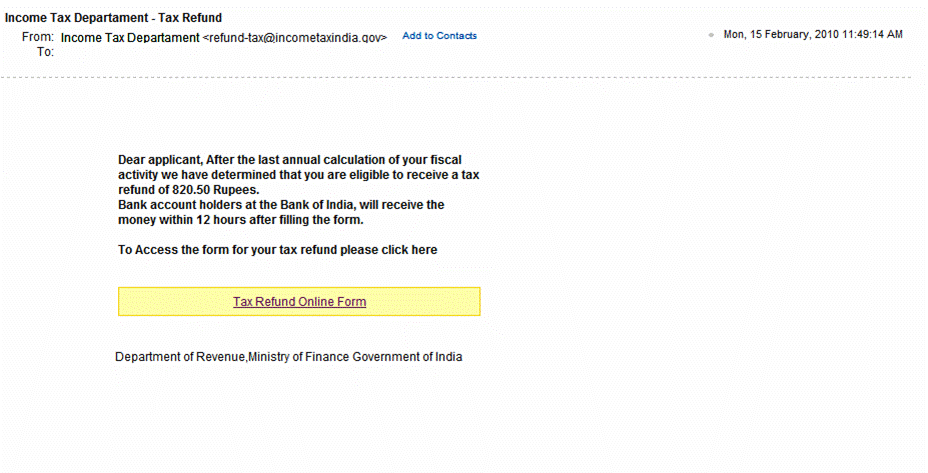 Income Tax Departament - Tax Refund
From: Income Tax Departament <refund-tax@incometaxindia.gov> Add to Contacts Mon, 15 February, 2010 11:49:14 AM
To:
Dear applicant, After the last annual calculation of your fiscal
activity we have determined that you are eligible to receive a tax
refund of 820.50 Rupees.
Bank account holders at the Bank of India, will receive the
money within 12 hours after filling the form.
To Access the form for your tax refund please click here
Tax Refund Online Form
Department of Revenue,Ministry of Finance Government of India